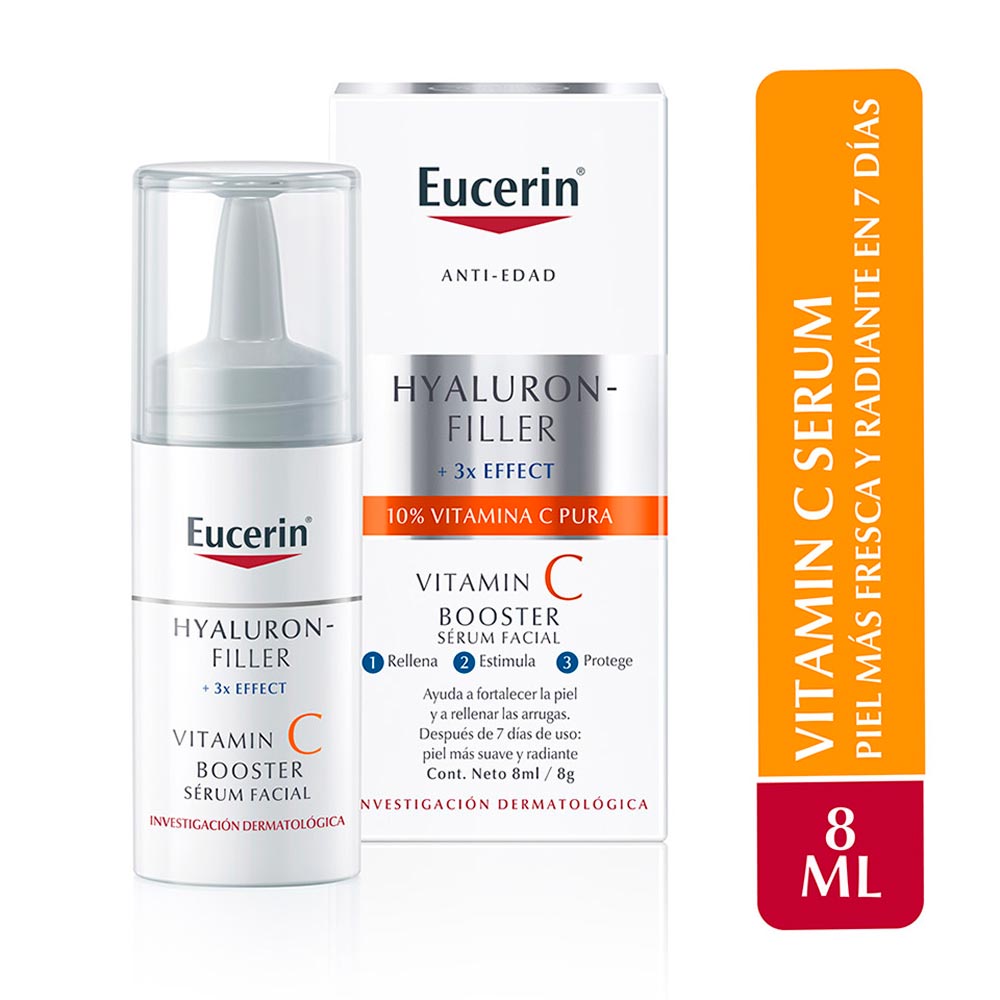 Eucerin®
HYALURON-
FILLER
+ 3x EFFECT
VITAMIN C
BOOSTER
SÉRUM FACIAL
INVESTIGACIÓN DERMATOLÓGICA
Eucerin®
ANTI-EDAD
HYALURON-
FILLER
+ 3x EFFECT
10% VITAMINA C PURA
VITAMIN C
BOOSTER
SÉRUM FACIAL
1 Rellena 2 Estimula 3 Protege
Ayuda a fortalecer la piel
y a rellenar las arrugas.
Después de 7 días de uso:
piel más suave y radiante
Cont. Neto 8ml / 8g
NVESTIGACIÓN DERMATOLÓGICA
VITAMIN C SERUM
PIEL MÁS FRESCA Y RADIANTE EN 7 DÍAS
8
ML